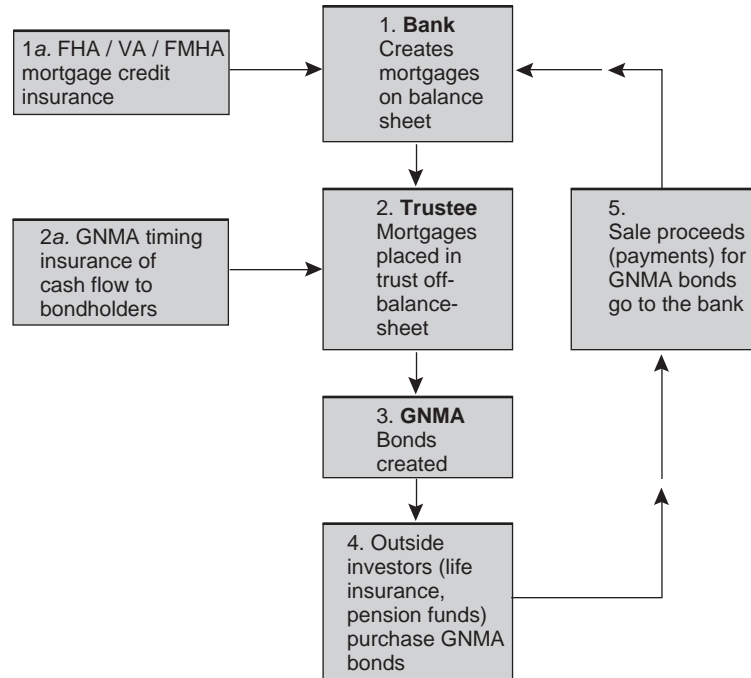 1a. FHA / VA / FMHA
mortgage credit
insurance
1. Bank
Creates
mortgages
on balance
sheet
2a. GNMA timing
insurance of
cash flow to
bondholders
2. Trustee
Mortgages
placed in
trust off-
balance-
sheet
5.
Sale proceeds
(payments) for
GNMA bonds
go to the bank
3. GNMA
Bonds
created
4. Outside
investors (life
insurance,
pension funds)
purchase GNMA
bonds